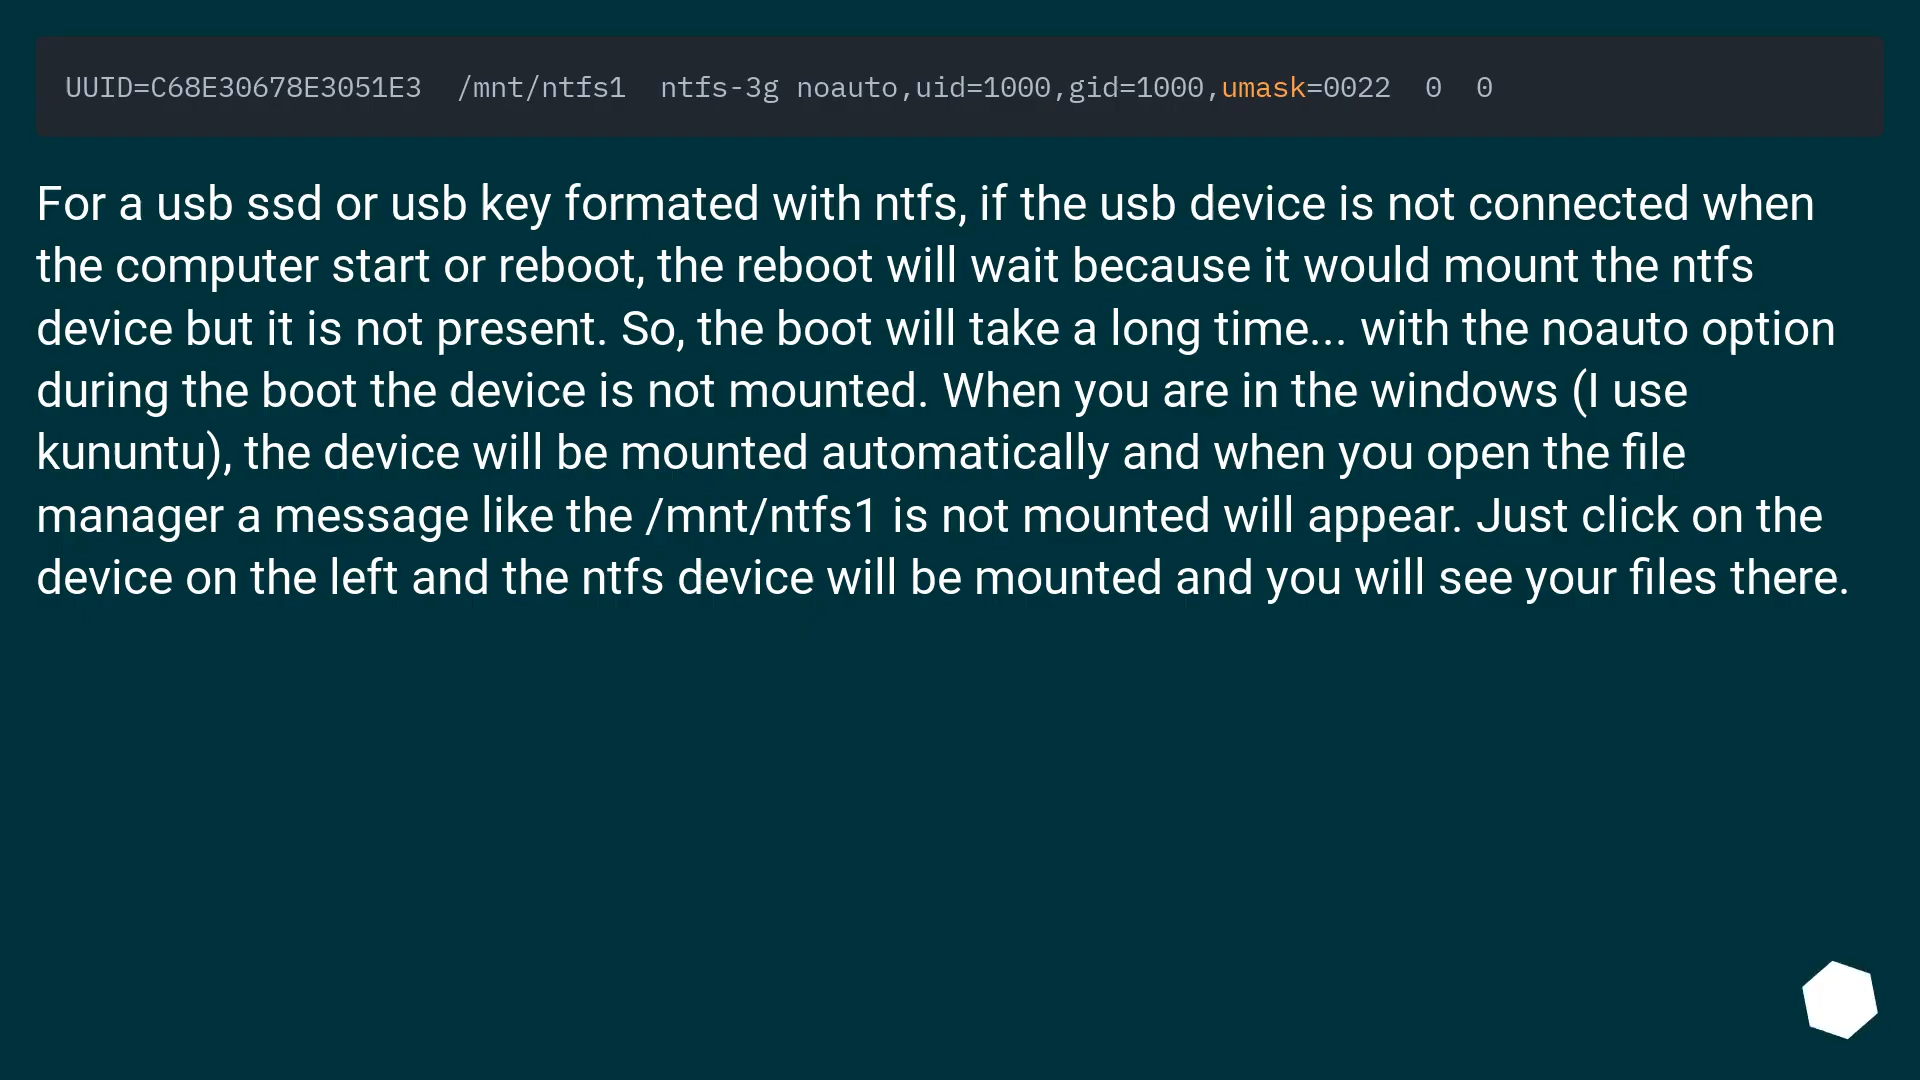 UUID=C68E30678E3051E3  /mnt/ntfs1  ntfs-3g noauto,uid=1000,gid=1000,umask=0022  0  0
For a usb ssd or usb key formated with ntfs, if the usb device is not connected when
the computer start or reboot, the reboot will wait because it would mount the ntfs
device but it is not present. So, the boot will take a long time... with the noauto option
during the boot the device is not mounted. When you are in the windows (I use
kununtu), the device will be mounted automatically and when you open the file
manager a message like the /mnt/ntfs1 is not mounted will appear. Just click on the
device on the left and the ntfs device will be mounted and you will see your files there.